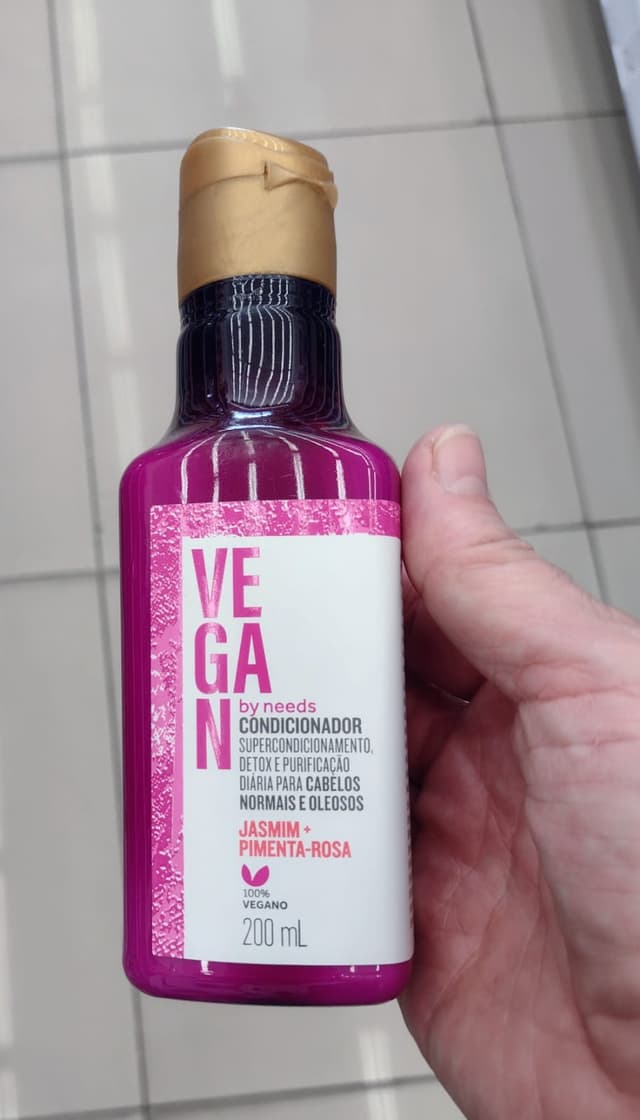 VE
GA
N
by needs
CONDICIONADOR
SUPERCONDICIONAMENTO,
DETOX E PURIFICAÇÃO
DIÁRIA PARA CABELOS
NORMAIS E OLEOSOS
JASMIM +
PIMENTA-ROSA
100%
VEGANO
200 mL